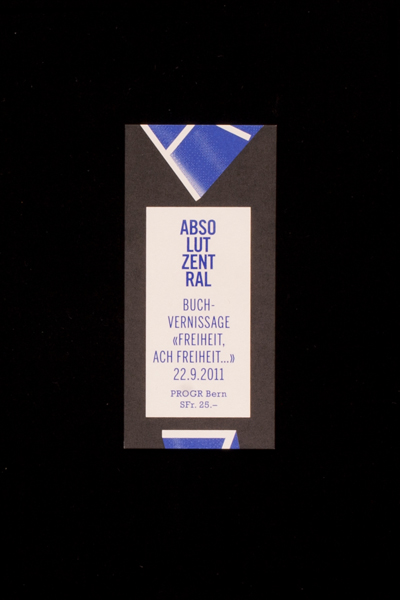 ABSO
LUT
ZENT
RAL
BUCH-
VERNISSAGE
«FREIHEIT,
ACH FREIHEIT...»
22.9.2011
PROGR Bern
SFr. 25.–